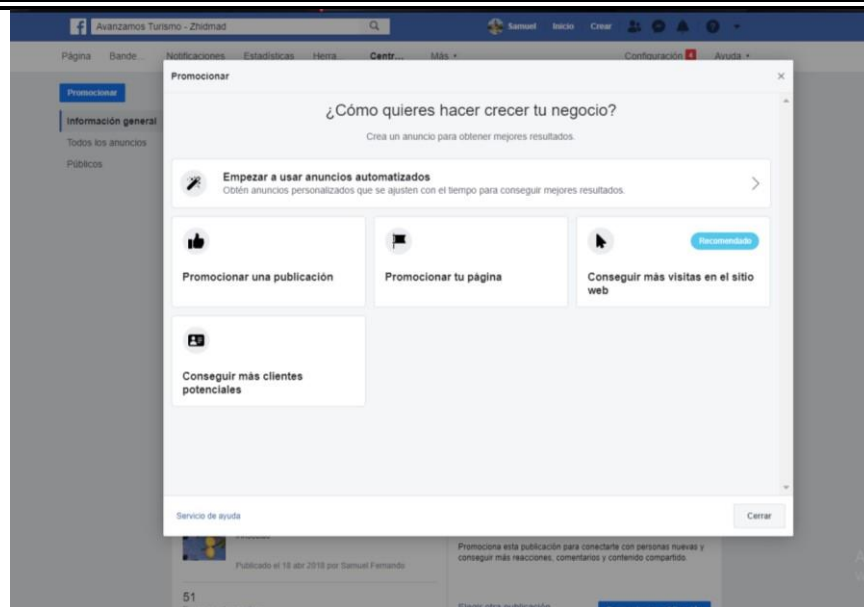 Avanzamos Turismo - Zhidmad
Samuel Inicio Crear
Página Bande... Notificaciones Estadísticas Herra... Centr... Más Configuración 4 Ayuda
Promocionar
Información general
Todos los anuncios
Públicos
Promocionar
¿Cómo quieres hacer crecer tu negocio?
Crea un anuncio para obtener mejores resultados.
Empezar a usar anuncios automatizados
Obtén anuncios personalizados que se ajusten con el tiempo para conseguir mejores resultados.
Promocionar una publicación
Promocionar tu página
Recomendado
Conseguir más visitas en el sitio
web
Conseguir más clientes
potenciales
Servicio de ayuda
Cerrar
Publicado el 18 abr 2018 por Samuel Fernando
51
Promociona esta publicación para conectarte con personas nuevas y
conseguir más reacciones, comentarios y contenido compartido.